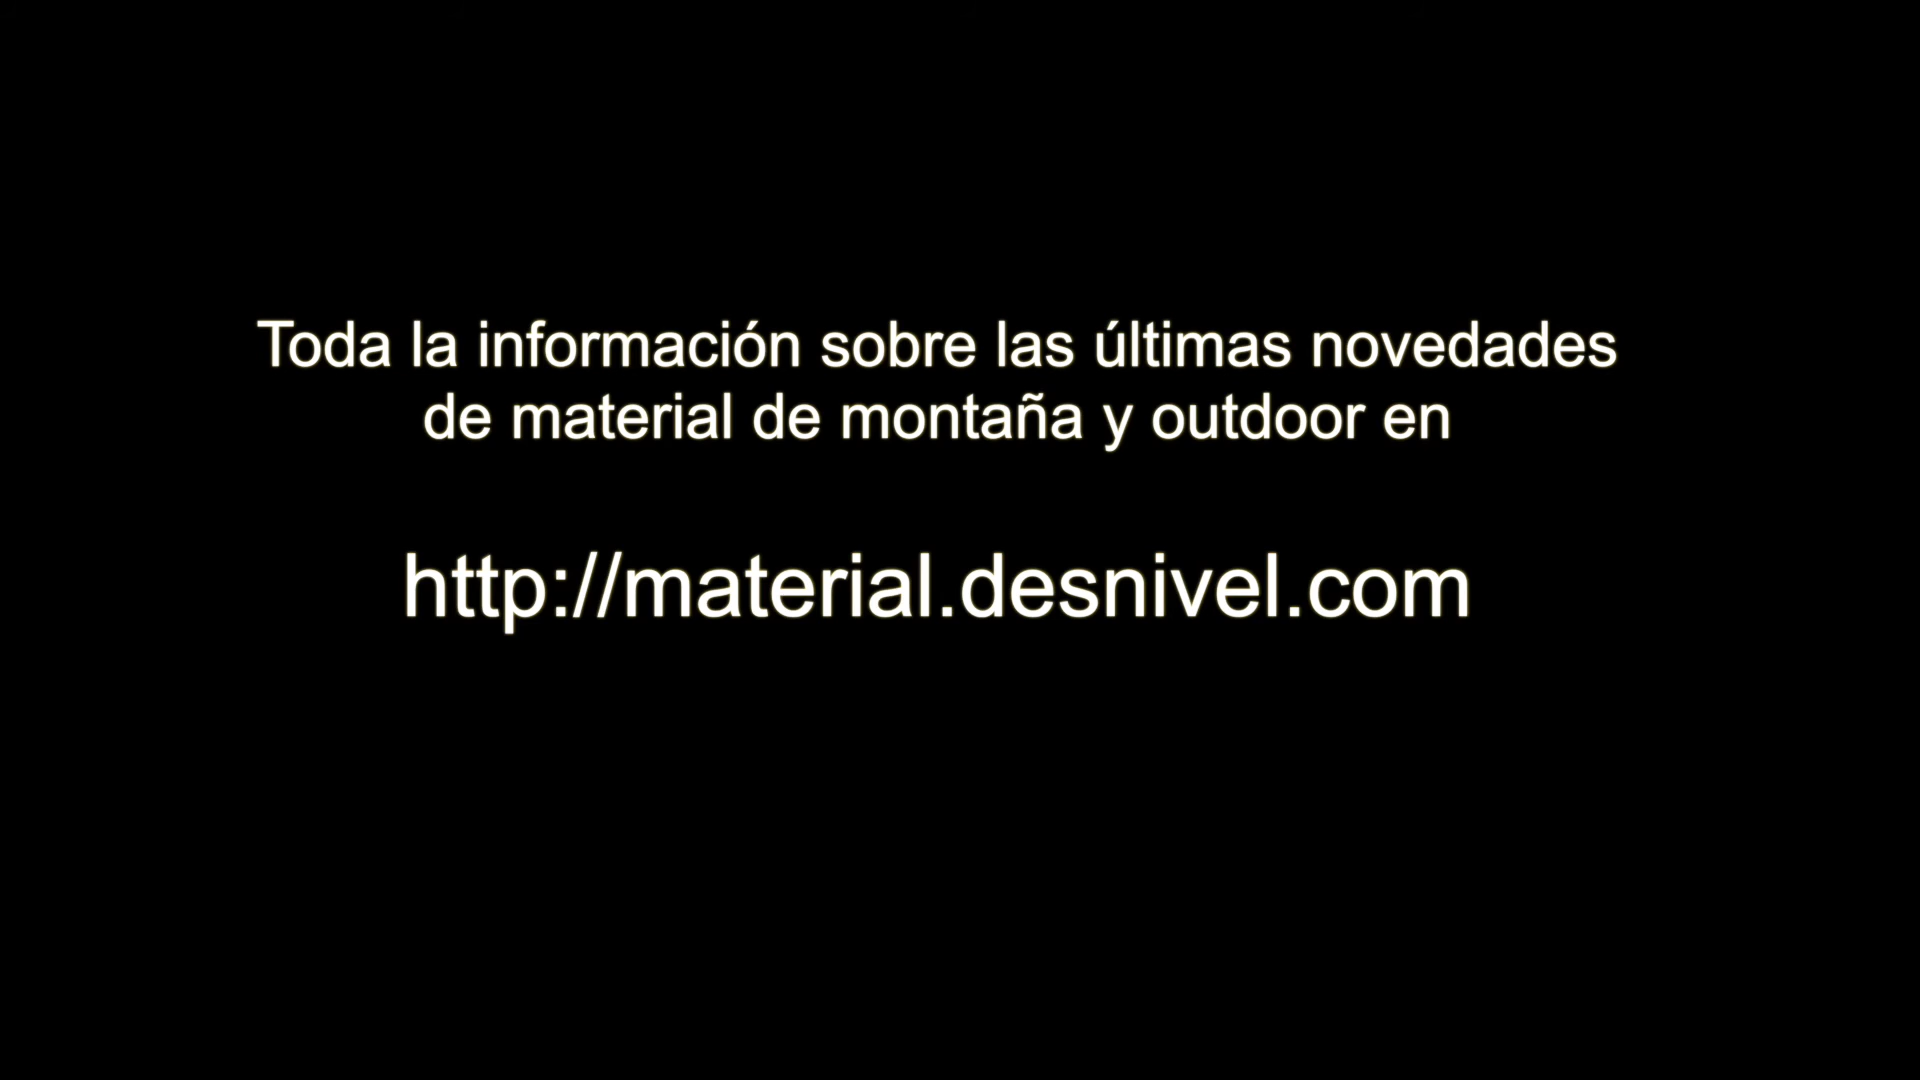 Toda la información sobre las últimas novedades
de material de montaña y outdoor en
http://material.desnivel.com